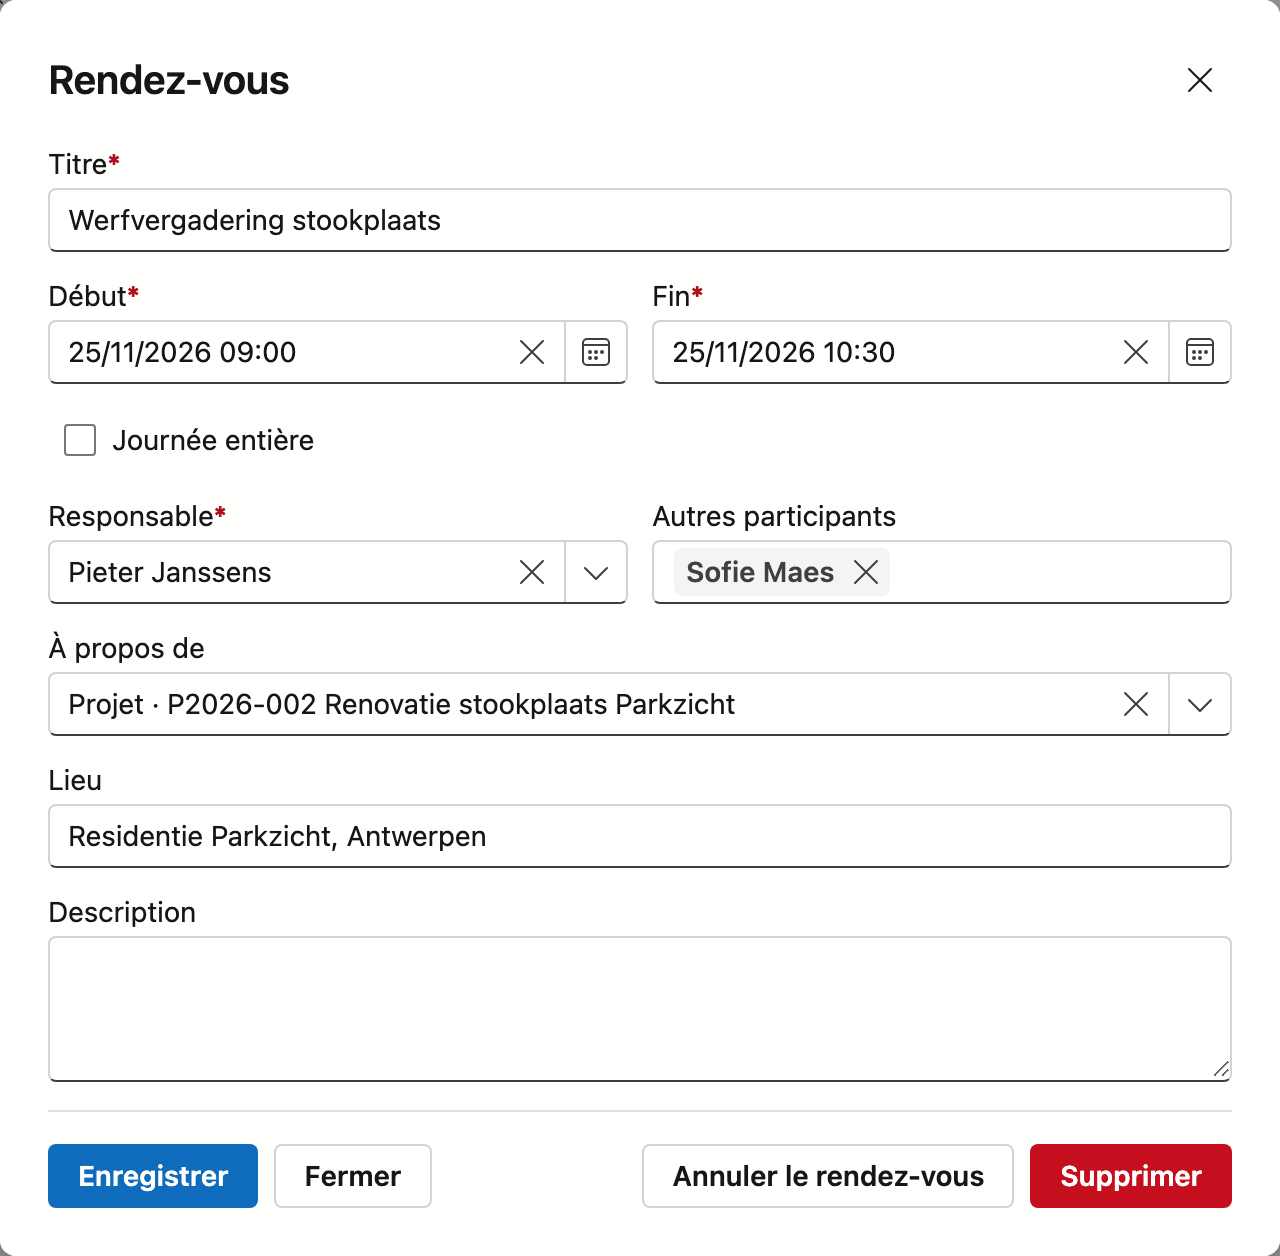 Rendez-vous
Titre*
Werfvergadering stookplaats
Début* Fin*
25/11/2026 09:00 25/11/2026 10:30
Journée entière
Responsable* Autres participants
Pieter Janssens Sofie Maes
À propos de
Projet · P2026-002 Renovatie stookplaats Parkzicht
Lieu
Residentie Parkzicht, Antwerpen
Description
Enregistrer Fermer Annuler le rendez-vous Supprimer